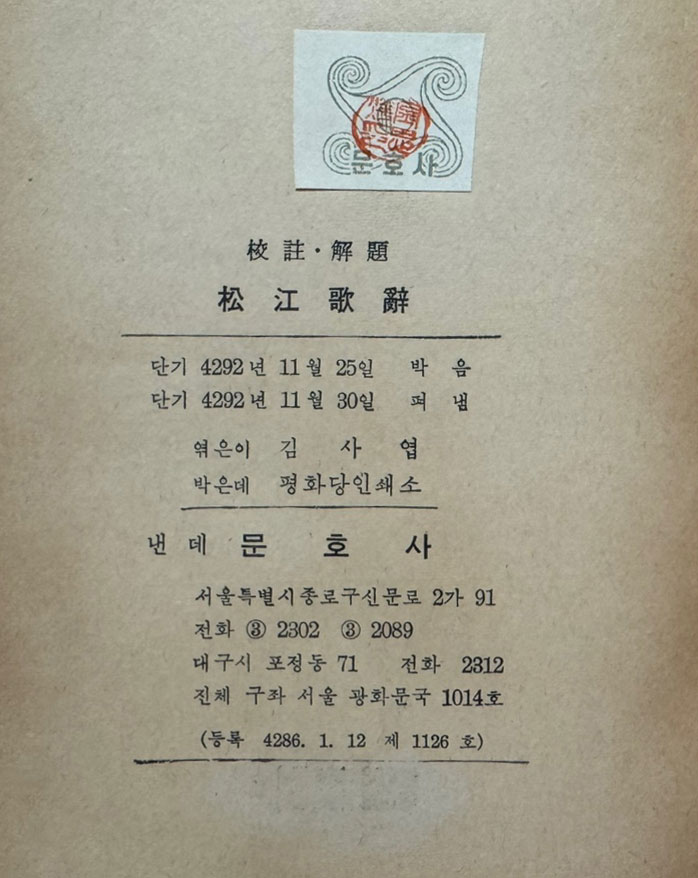 문호사
校註·解題
松江歌辭
단기 4292년 11월 25일 박음
단기 4292년 11월 30일 펴냄
엮은이 김사엽
박은데 평화당인쇄소
낸데 문호사
서울특별시종로구신문로 2가 91
전화 ③ 2302 ③ 2089
대구시 포정동 71 전화 2312
진체 구좌 서울 광화문국 1014호
(등록 4286. 1. 12 제 1126 호)